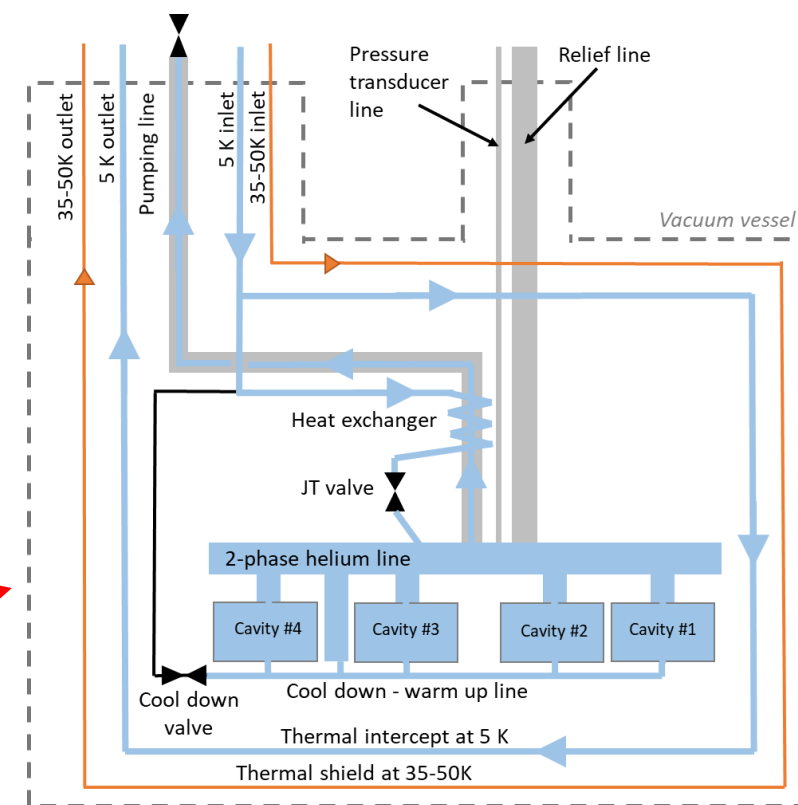 35-50K outlet
5 K outlet
Pumping line
5 K inlet
35-50K inlet
Pressure
transducer
line
Relief line
Vacuum vessel
Heat exchanger
JT valve
2-phase helium line
Cavity #4
Cavity #3
Cavity #2
Cavity #1
Cool down
valve
Cool down - warm up line
Thermal intercept at 5 K
Thermal shield at 35-50K